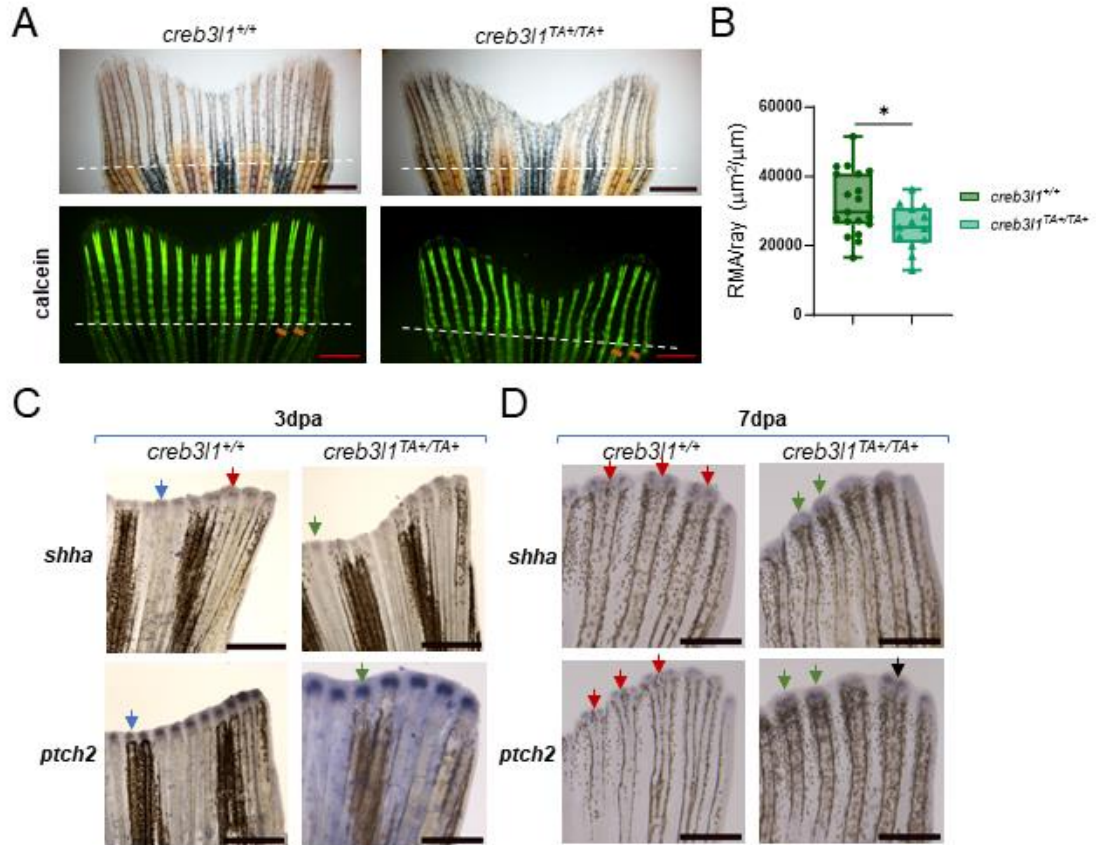 A
creb3l1+/+
creb3l1TA+/TA+
calcein
B
RMA/ray (μm²/μm)
60000
40000
20000
0
*
creb3l1+/+
creb3l1TA+/TA+
C
3dpa
creb3l1+/+
creb3l1TA+/TA+
shha
ptch2
D
7dpa
creb3l1+/+
creb3l1TA+/TA+
shha
ptch2